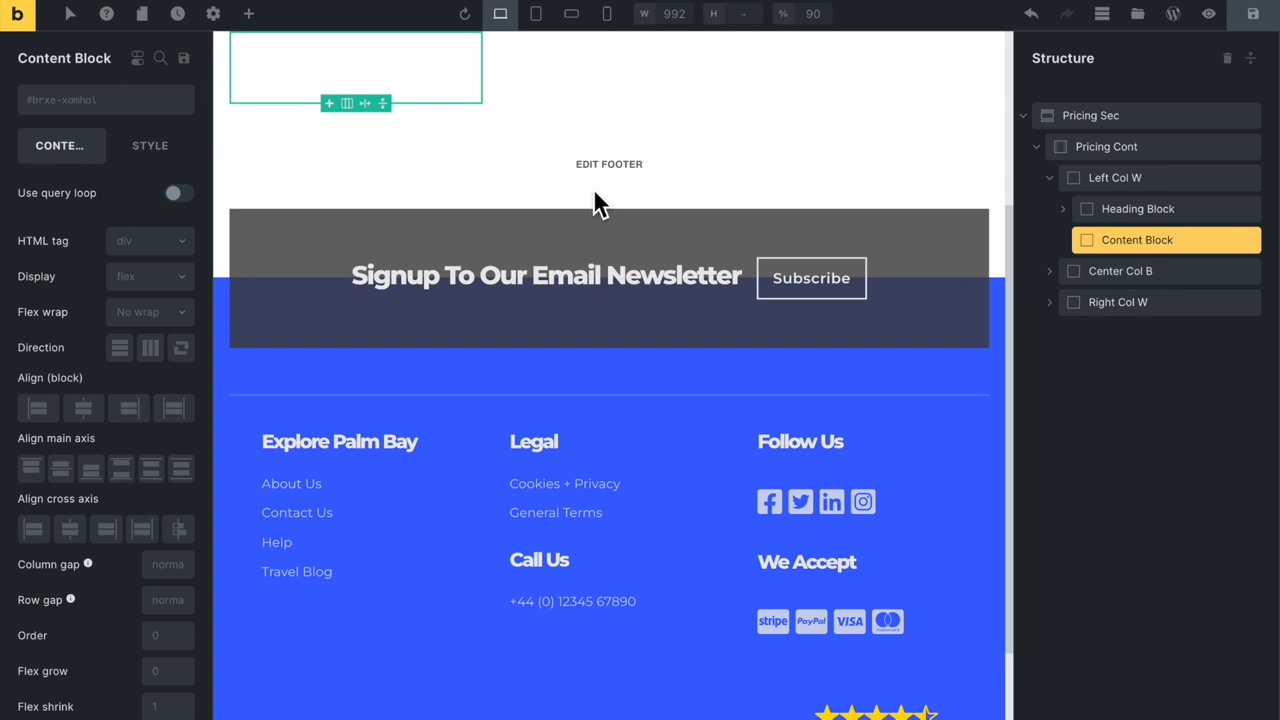 b
W 992 H - % 90
Content Block
#brxe-xamhoi
CONTE...
STYLE
Use query loop
HTML tag
div
Display
flex
Flex wrap
No wrap
Direction
Align (block)
Align main axis
Align cross axis
Column gap
norma
Row gap
norma
Order
0
Flex grow
0
Flex shrink
1
EDIT FOOTER
Signup To Our Email Newsletter
Subscribe
Explore Palm Bay
About Us
Contact Us
Help
Travel Blog
Legal
Cookies + Privacy
General Terms
Call Us
+44 (0) 12345 67890
Follow Us
We Accept
stripe
PayPal
VISA
mastercard
Structure
Pricing Sec
Pricing Cont
Left Col W
Heading Block
Content Block
Center Col B
Right Col W